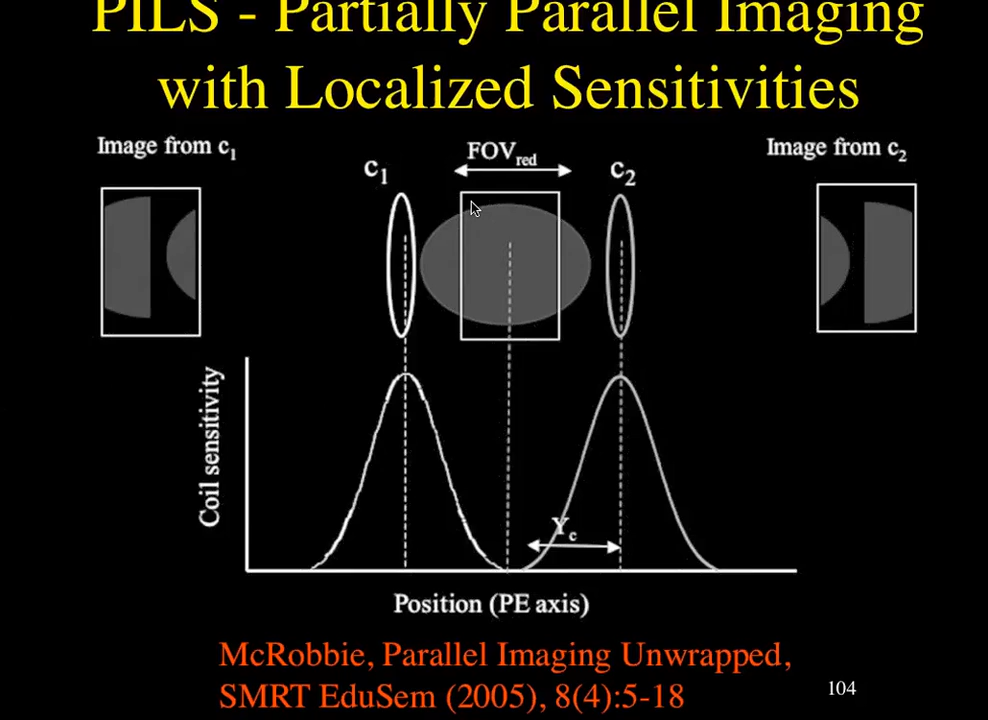 PILS - Partially Parallel Imaging
with Localized Sensitivities
Image from c1
c1
FOVred
c2
Image from c2
Coil sensitivity
Yc
Position (PE axis)
McRobbie, Parallel Imaging Unwrapped,
SMRT EduSem (2005), 8(4):5-18
104